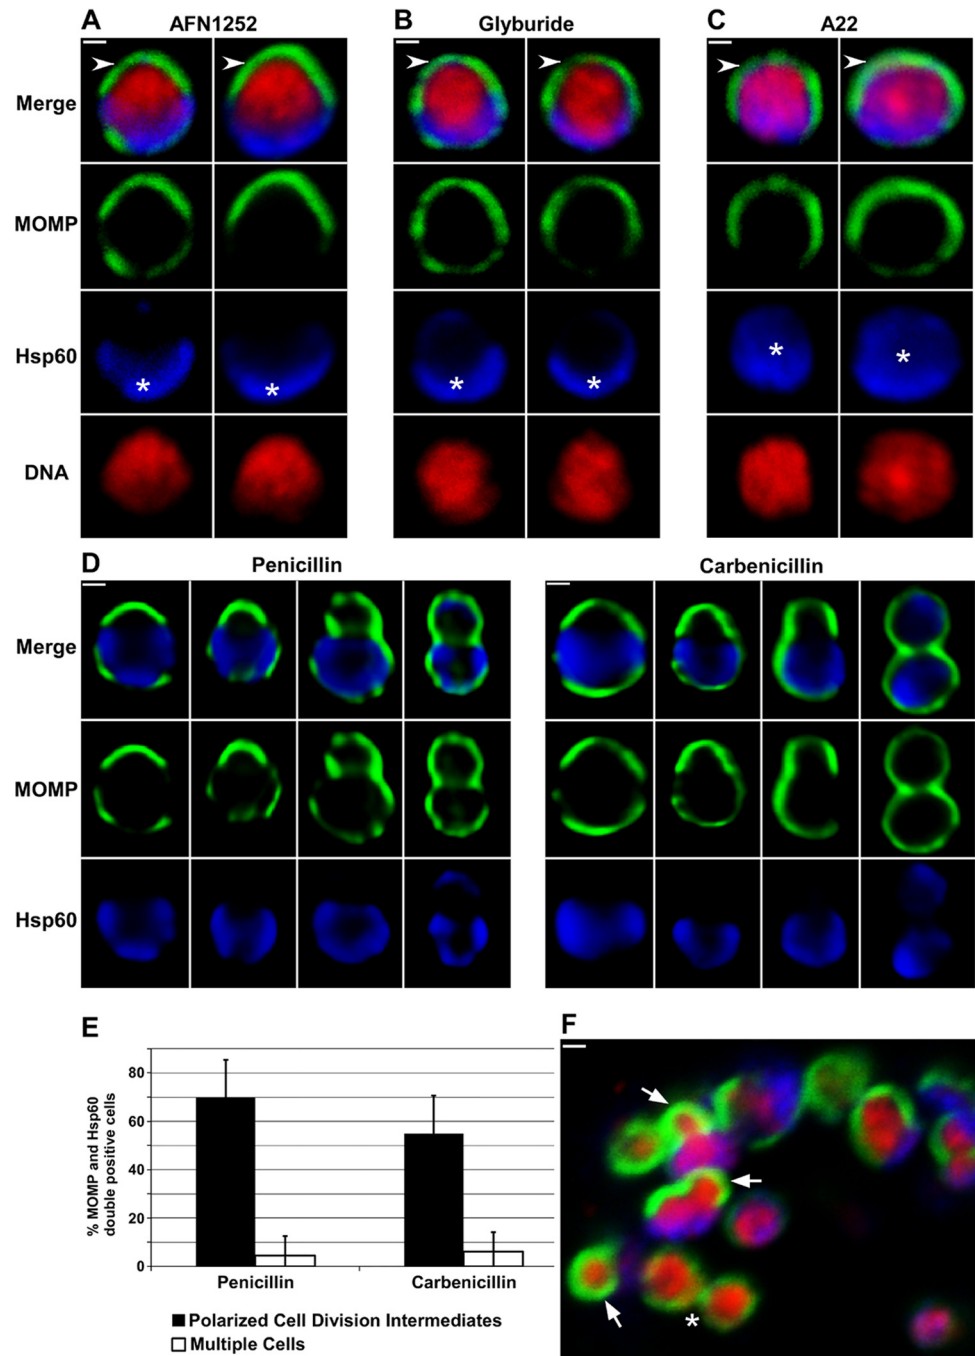 A AFN1252
B Glyburide
C A22
Merge
MOMP
Hsp60
* * * * * *
DNA
D Penicillin Carbenicillin
Merge
MOMP
Hsp60
E
% MOMP and Hsp60
double positive cells
80
60
40
20
0
Penicillin Carbenicillin
Polarized Cell Division Intermediates
Multiple Cells
F
*